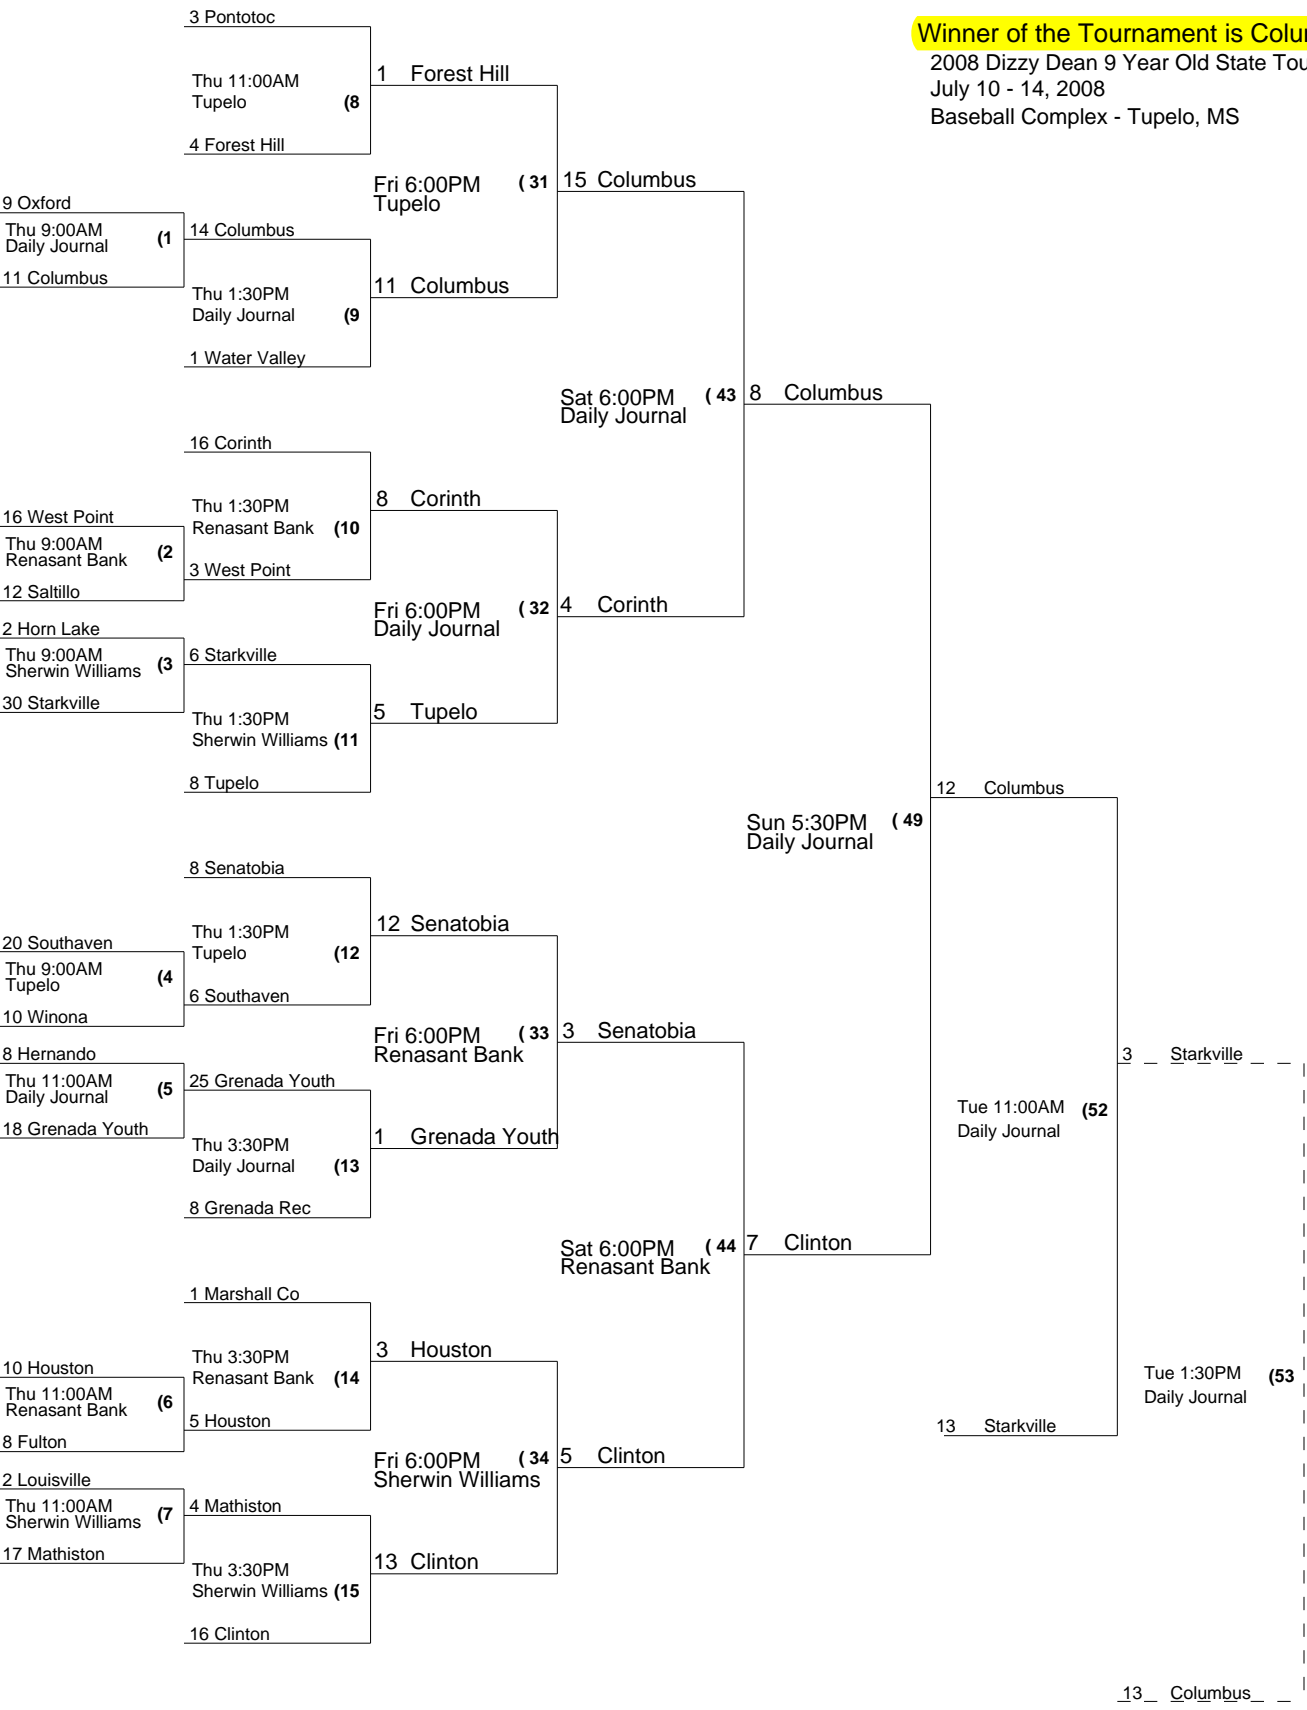 3 Pontotoc
Winner of the Tournament is Colu
2008 Dizzy Dean 9 Year Old State Tou
July 10 - 14, 2008
Baseball Complex - Tupelo, MS
Thu 11:00AM
Tupelo (8
1 Forest Hill
4 Forest Hill
Fri 6:00PM (31
Tupelo
15 Columbus
9 Oxford
Thu 9:00AM
Daily Journal (1
14 Columbus
11 Columbus
11 Columbus
Thu 1:30PM
Daily Journal (9
1 Water Valley
Sat 6:00PM (43
Daily Journal
8 Columbus
16 Corinth
8 Corinth
Thu 1:30PM
Renasant Bank (10
16 West Point
Thu 9:00AM
Renasant Bank (2
3 West Point
12 Saltillo
Fri 6:00PM (32
Daily Journal
4 Corinth
2 Horn Lake
Thu 9:00AM
Sherwin Williams (3
6 Starkville
30 Starkville
5 Tupelo
Thu 1:30PM
Sherwin Williams (11
8 Tupelo
12 Columbus
Sun 5:30PM (49
Daily Journal
8 Senatobia
12 Senatobia
Thu 1:30PM
Tupelo (12
20 Southaven
Thu 9:00AM
Tupelo (4
6 Southaven
10 Winona
Fri 6:00PM (33
Renasant Bank
3 Senatobia
8 Hernando
Thu 11:00AM
Daily Journal (5
25 Grenada Youth
18 Grenada Youth
1 Grenada Youth
Thu 3:30PM
Daily Journal (13
8 Grenada Rec
3 Starkville
Tue 11:00AM (52
Daily Journal
Sat 6:00PM (44
Renasant Bank
7 Clinton
1 Marshall Co
3 Houston
Thu 3:30PM
Renasant Bank (14
10 Houston
Thu 11:00AM
Renasant Bank (6
5 Houston
8 Fulton
Tue 1:30PM (53
Daily Journal
13 Starkville
Fri 6:00PM (34
Sherwin Williams
5 Clinton
2 Louisville
Thu 11:00AM
Sherwin Williams (7
4 Mathiston
17 Mathiston
13 Clinton
Thu 3:30PM
Sherwin Williams (15
16 Clinton
13 Columbus